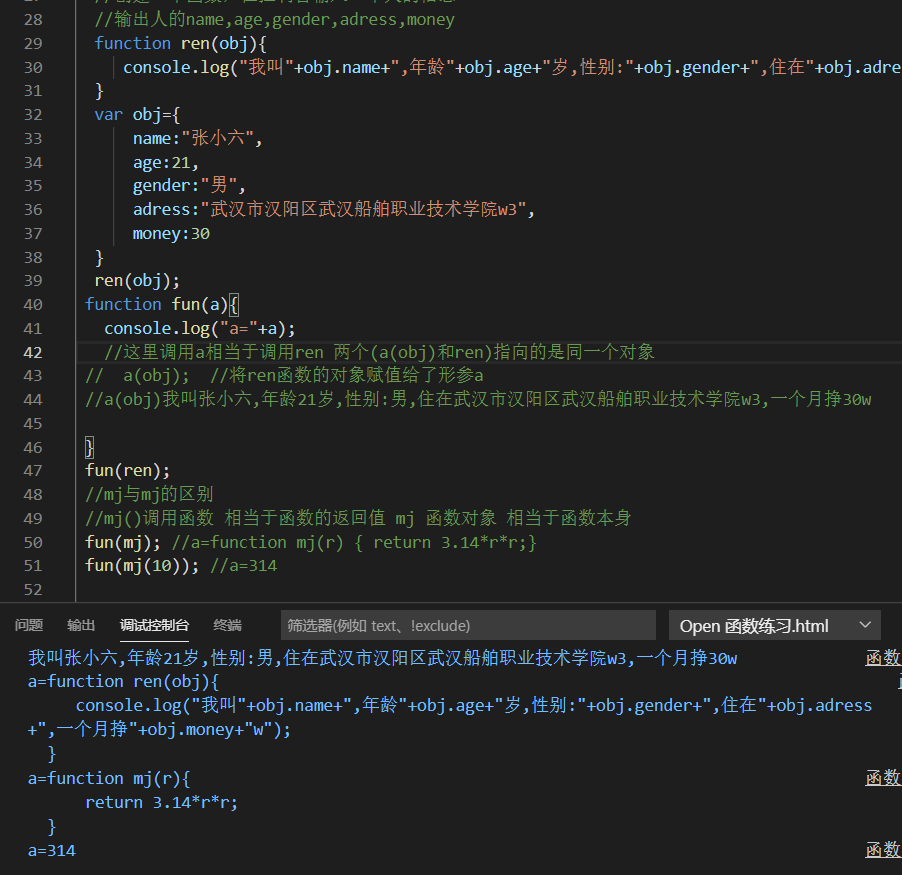 28 //输出人的name,age,gender,adress,money
29 function ren(obj){
30 console.log("我叫"+obj.name+",年龄"+obj.age+"岁,性别:"+obj.gender+",住在"+obj.adre
31 }
32 var obj={
33 name:"张小六",
34 age:21,
35 gender:"男",
36 adress:"武汉市汉阳区武汉船舶职业技术学院w3",
37 money:30
38 }
39 ren(obj);
40 function fun(a){
41 console.log("a="+a);
42 //这里调用a相当于调用ren 两个(a(obj)和ren)指向的是同一个对象
43 // a(obj); //将ren函数的对象赋值给了形参a
44 //a(obj)我叫张小六,年龄21岁,性别:男,住在武汉市汉阳区武汉船舶职业技术学院w3,一个月挣30w
45
46 }
47 fun(ren);
48 //mj与mj的区别
49 //mj()调用函数 相当于函数的返回值 mj 函数对象 相当于函数本身
50 fun(mj); //a=function mj(r) { return 3.14*r*r;}
51 fun(mj(10)); //a=314
52
问题 输出 调试控制台 终端 筛选器(例如 text、!exclude) Open 函数练习.html
我叫张小六,年龄21岁,性别:男,住在武汉市汉阳区武汉船舶职业技术学院w3,一个月挣30w 函数
a=function ren(obj){
console.log("我叫"+obj.name+",年龄"+obj.age+"岁,性别:"+obj.gender+",住在"+obj.adress
+",一个月挣"+obj.money+"w");
}
a=function mj(r){ 函数
return 3.14*r*r;
}
a=314 函数